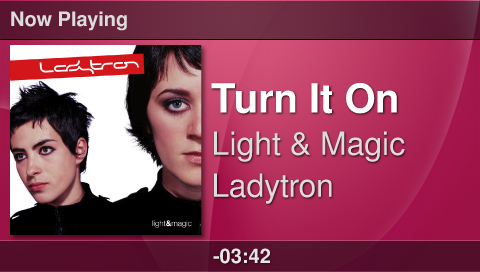 Now Playing
Ladytron
light&magic
Turn It On
Light & Magic
Ladytron
-03:42